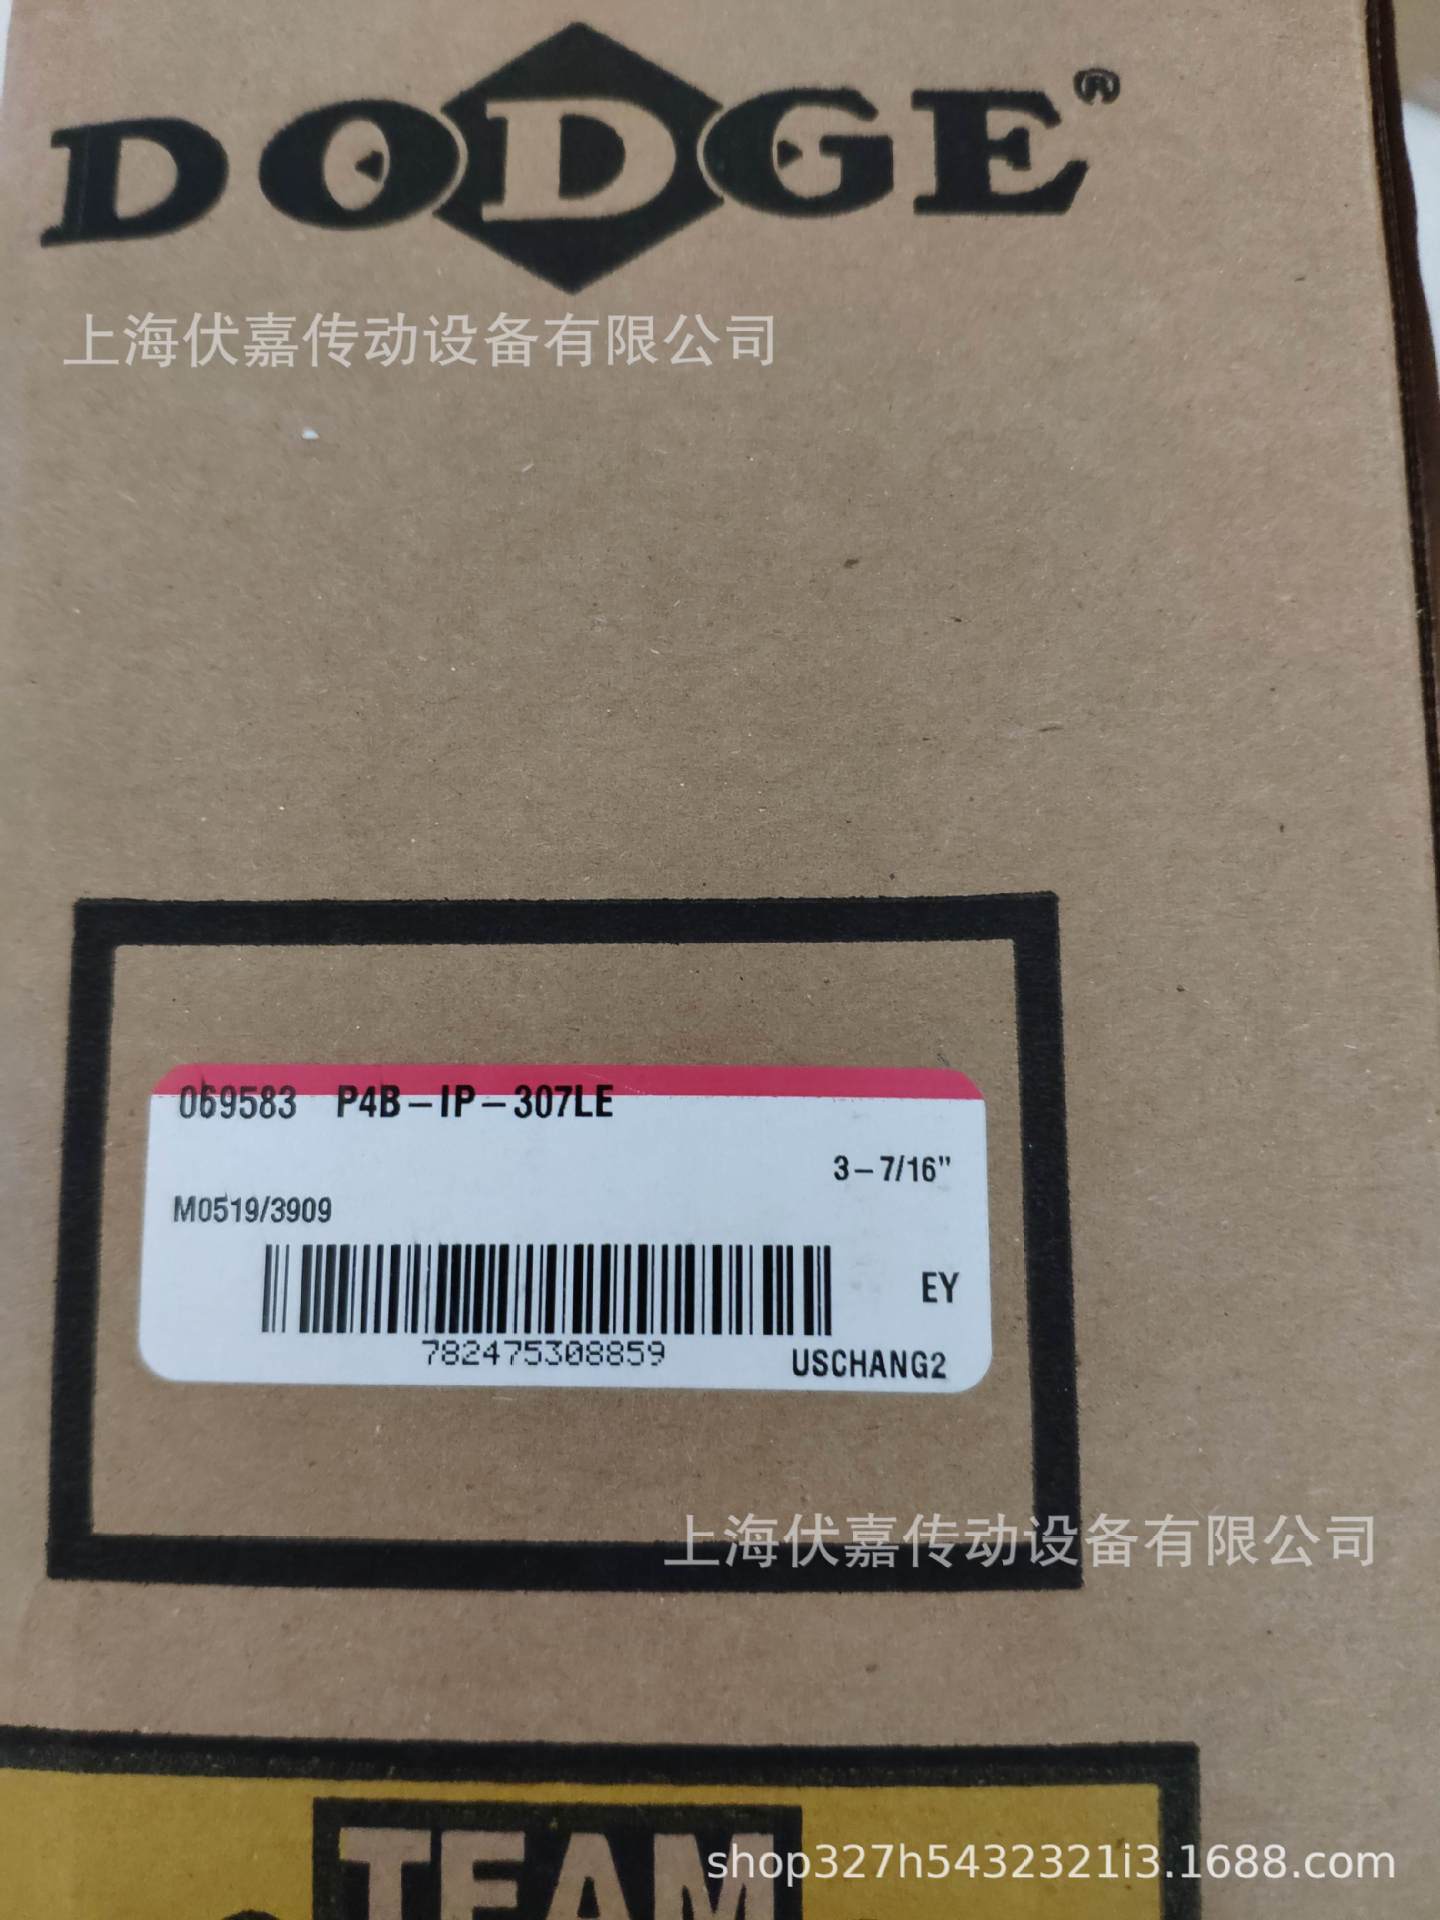 DODGE®
上海伏嘉传动设备有限公司
069583 P4B-IP-307LE
3-7/16"
M0519/3909
EY
782475308859
USCHANG2
上海伏嘉传动设备有限公司
TEAM
shop327h5432321i3.1688.com